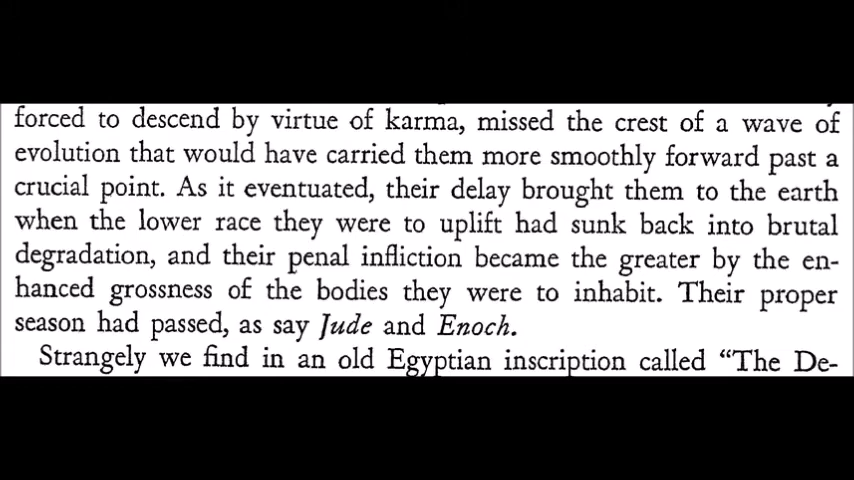 forced to descend by virtue of karma, missed the crest of a wave of
evolution that would have carried them more smoothly forward past a
crucial point. As it eventuated, their delay brought them to the earth
when the lower race they were to uplift had sunk back into brutal
degradation, and their penal infliction became the greater by the en-
hanced grossness of the bodies they were to inhabit. Their proper
season had passed, as say Jude and Enoch.
Strangely we find in an old Egyptian inscription called “The De-